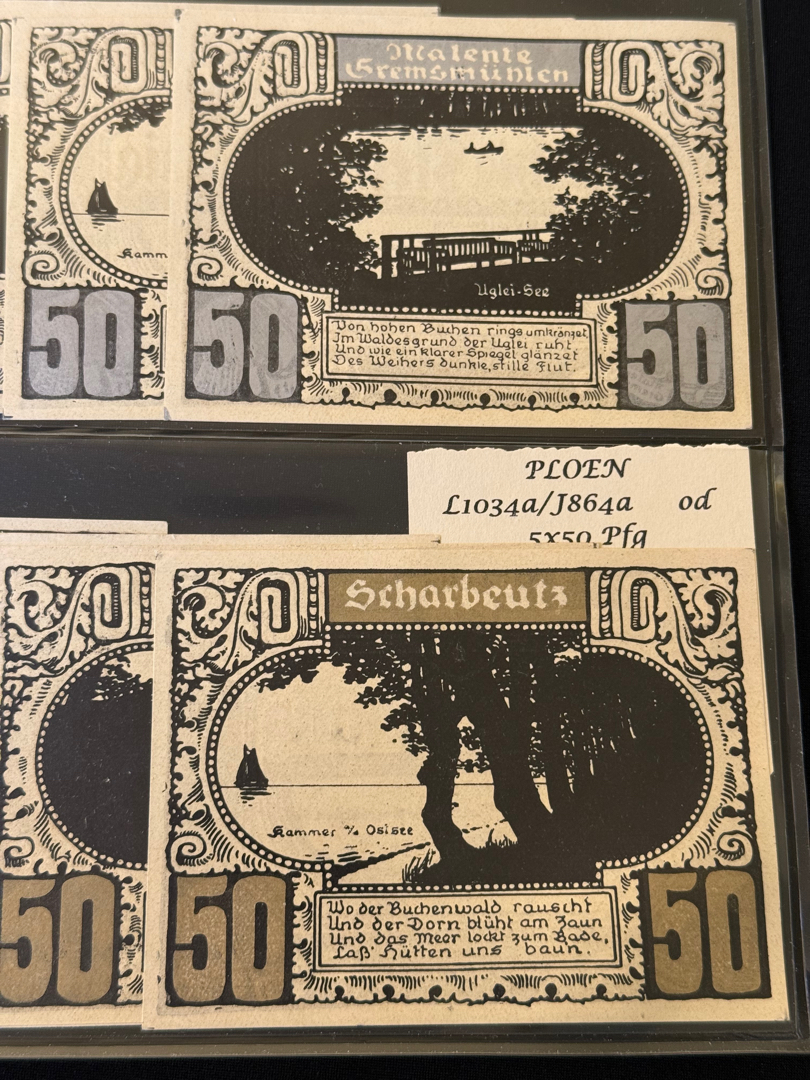 Malente
Gremsmühlen
Kamm
Uglei-See
50
50
50
Von hohen Buchen rings umkränzet
Im Waldesgrund der Uglei ruht
Und wie ein klarer Spiegel glänzet
Des Weihers dunkle, stille Flut.
PLOEN
L1034a/J864a od
5x50 Pfg
Scharbeutz
Kammer a/ Ostsee
50
50
50
Wo der Buchenwald rauscht
Und der Dorn blüht am Zaun
Und das Meer lockt zum Bade,
Laß' Hütten uns baun.